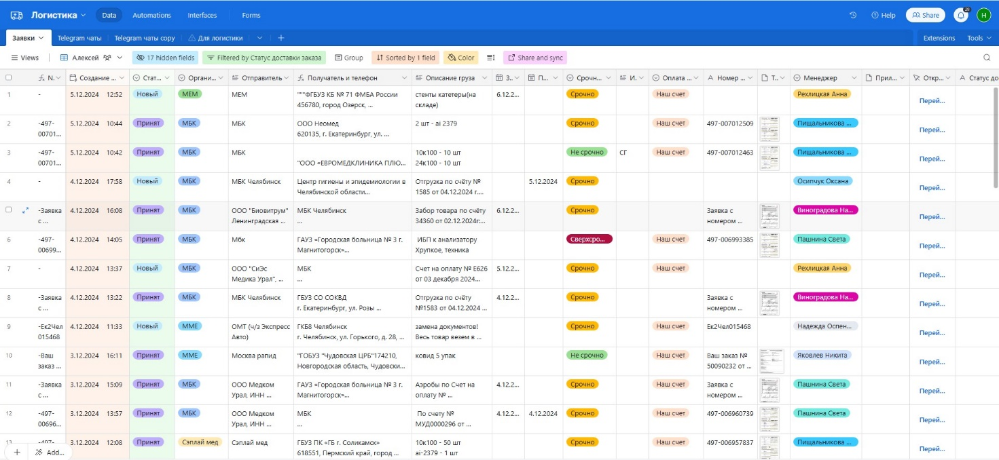 Логистика Data Automations Interfaces Forms Help Share 20 H
Заявки Telegram чаты Telegram чаты copy Для логистики Extensions Tools
Views Алексей 17 hidden fields Filtered by Статус доставки заказа Group Sorted by 1 field Color Share and sync
N. Создание ... Стат... Органи... Отправитель Получатель и телефон Описание груза З... П... Срочн... И. Оплата ... Номер ... Т... Менеджер Прил... Откр... Статус до
1 - 5.12.2024 12:52 Новый МЕМ МЕМ """ФГБУЗ КБ № 71 ФМБА России стенты катетеры(на 6.12.2... Срочно Наш счет Рехлицкая Анна Перей...
456780, город Озерск, ... складе)
2 -497- 5.12.2024 10:44 Принят МБК МБК ООО Неомед 2 шт - ai 2379 Срочно Наш счет 497-007012509 Пищальникова ... Перей...
00701... 620135, г. Екатеринбург, ул. ...
3 -497- 5.12.2024 10:42 Принят МБК МБК 10к100 - 10 шт Не срочно СГ Наш счет 497-007012463 Пищальникова ... Перей...
00701... "ООО «ЕВРОМЕДКЛИНИКА ПЛЮ... 24к100 - 10 шт
4 - 4.12.2024 17:58 Новый МБК МБК Челябинск Центр гигиены и эпидемиологии в Отгрузка по счёту № 5.12.2024 Срочно Осипчук Оксана Перей...
Челябинской области... 1585 от 04.12.2024 г....
-Заявка 4.12.2024 16:08 Принят МБК ООО "Биовитрум" МБК Челябинск Забор товара по счёту 6.12.2... Срочно Заявка с Виноградова На... Перей...
с ... Ленинградская ... ... 34360 от 02.12.2024г:... номером ...
6 -497- 4.12.2024 14:05 Принят МБК Мбк ГАУЗ «Городская больница № 3 г. ИБП к анализатору Сверхсро... Наш счет 497-006993385 Пашнина Света Перей...
00699... Магнитогорск»... Хрупкое, техника
7 - 4.12.2024 13:37 Новый МБК ООО "СиЭс МБК Счет на оплату № Е626 5.12.2... Срочно Наш счет Рехлицкая Анна Перей...
Медика Урал", ... ... от 03 декабря 2024...
8 -Заявка 4.12.2024 13:22 Принят МБК МБК Челябинск ГБУЗ СО СОКВД Отгрузка по счёту 4.12.2... Срочно Заявка с Виноградова На... Перей...
с ... г. Екатеринбург, ул. Розы ... №1583 от 04.12.2024 ... номером ...
9 -Ек2Чел 4.12.2024 11:33 Новый ММЕ ОМТ (ч/з Экспресс ГКБ8 Челябинск замена документов! Срочно Наш счет Ек2Чел015468 Надежда Оспен... Перей...
015468 Авто) г. Челябинск, ул. Горького, д. 28, ... Весь товар везем в ...
10 -Ваш 3.12.2024 16:11 Принят ММЕ Москва рапид "ГОБУЗ "Чудовская ЦРБ"174210, ковид 5 упак Не срочно Наш счет Ваш заказ № Яковлев Никита Перей...
заказ ... Новгородская область, Чудовски... 50090232 от ...
11 -Заявка 3.12.2024 15:09 Принят МБК ООО Медком ГАУЗ «Городская больница № 3 г. Аэробы по Счет на 4.12.2... Срочно Наш счет Заявка с Пашнина Света Перей...
с ... Урал, ИНН ... Магнитогорск»... оплату № ... номером ...
12 -497- 3.12.2024 13:57 Принят МБК ООО Медком МБК По счету № 4.12.2... 4.12.2024 Срочно Наш счет 497-006960739 Пашнина Света Перей...
00696... Урал, ИНН ... ... МУД0000296 от ...
13 -497- 3.12.2024 12:08 Принят Сэплай мед Сэплай мед ГБУЗ ПК «ГБ г. Соликамск» 10к100 - 50 шт Срочно Наш счет 497-006957837 Пищальникова ... Перей...
Add... 618551, Пермский край, город ... ai-2379 - 1 шт